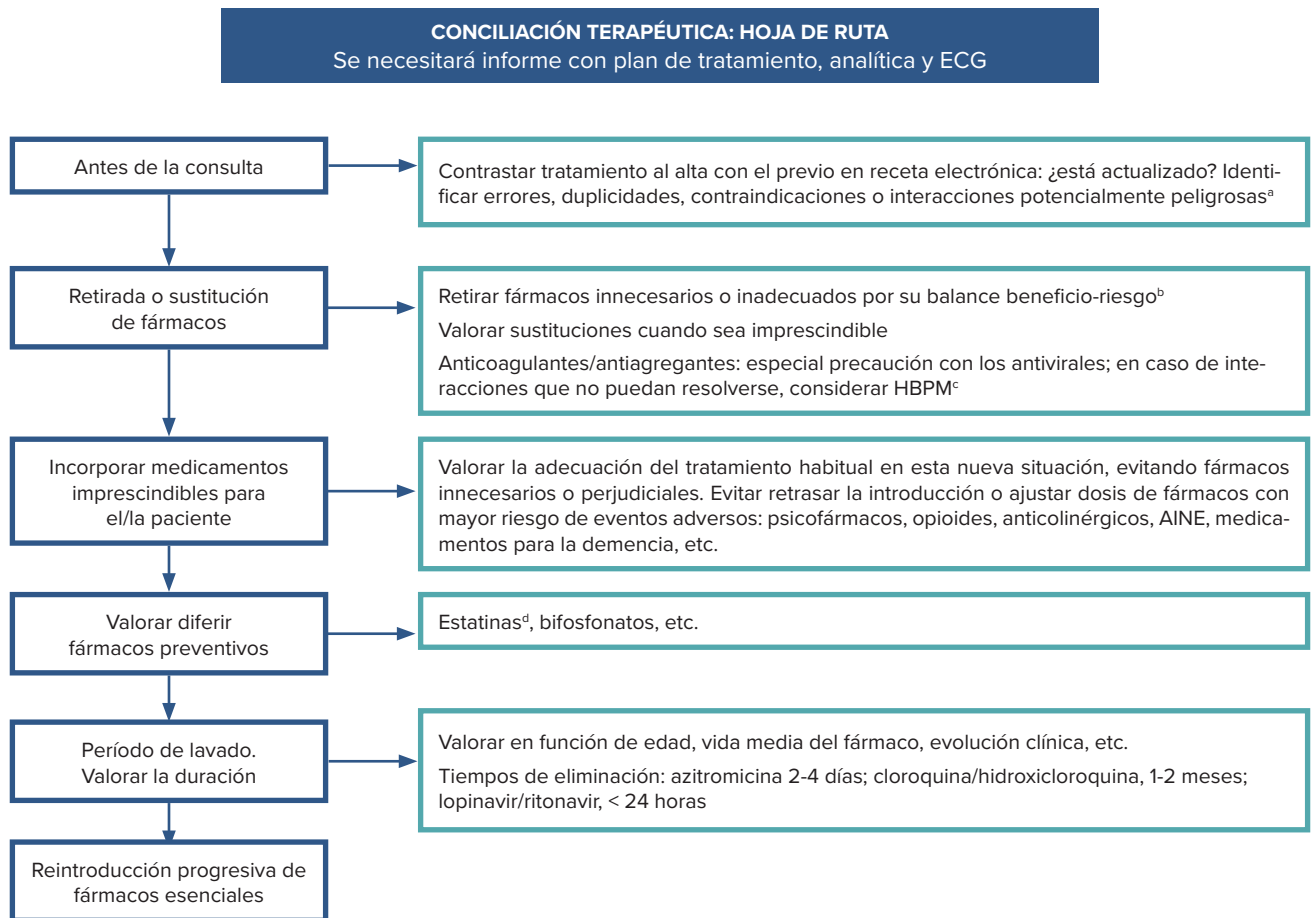 CONCILIACIÓN TERAPÉUTICA: HOJA DE RUTA
Se necesitará informe con plan de tratamiento, analítica y ECG
Antes de la consulta
Contrastar tratamiento al alta con el previo en receta electrónica: ¿está actualizado? Identi-
ficar errores, duplicidades, contraindicaciones o interacciones potencialmente peligrosasᵃ
Retirada o sustitución
de fármacos
Retirar fármacos innecesarios o inadecuados por su balance beneficio-riesgoᵇ
Valorar sustituciones cuando sea imprescindible
Anticoagulantes/antiagregantes: especial precaución con los antivirales; en caso de inte-
racciones que no puedan resolverse, considerar HBPMᶜ
Incorporar medicamentos
imprescindibles para
el/la paciente
Valorar la adecuación del tratamiento habitual en esta nueva situación, evitando fármacos
innecesarios o perjudiciales. Evitar retrasar la introducción o ajustar dosis de fármacos con
mayor riesgo de eventos adversos: psicofármacos, opioides, anticolinérgicos, AINE, medica-
mentos para la demencia, etc.
Valorar diferir
fármacos preventivos
Estatinasᵈ, bifosfonatos, etc.
Período de lavado.
Valorar la duración
Valorar en función de edad, vida media del fármaco, evolución clínica, etc.
Tiempos de eliminación: azitromicina 2-4 días; cloroquina/hidroxicloroquina, 1-2 meses;
lopinavir/ritonavir, < 24 horas
Reintroducción progresiva de
fármacos esenciales